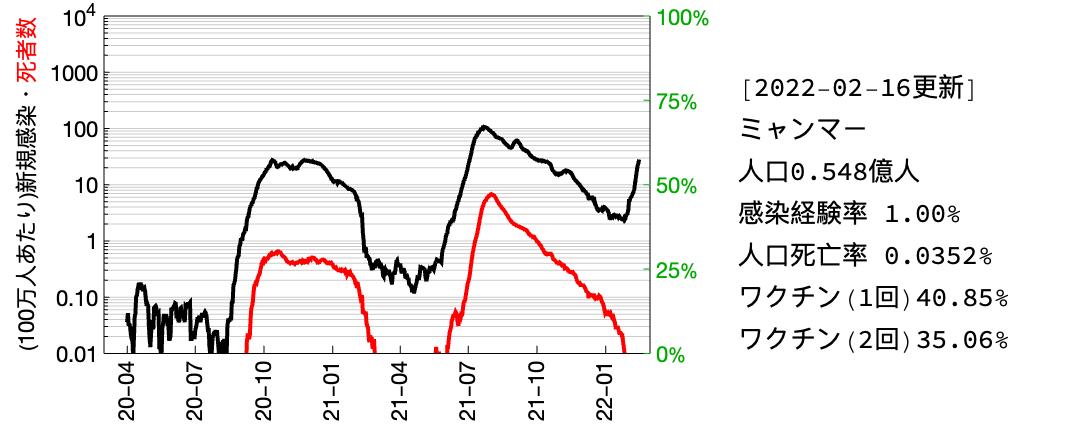 (100万人あたり)新規感染・死者数
10^4
1000
100
10
1
0.10
0.01
100%
75%
50%
25%
0%
20-04
20-07
20-10
21-01
21-04
21-07
21-10
22-01
[2022-02-16更新]
ミャンマー
人口0.548億人
感染経験率 1.00%
人口死亡率 0.0352%
ワクチン(1回)40.85%
ワクチン(2回)35.06%